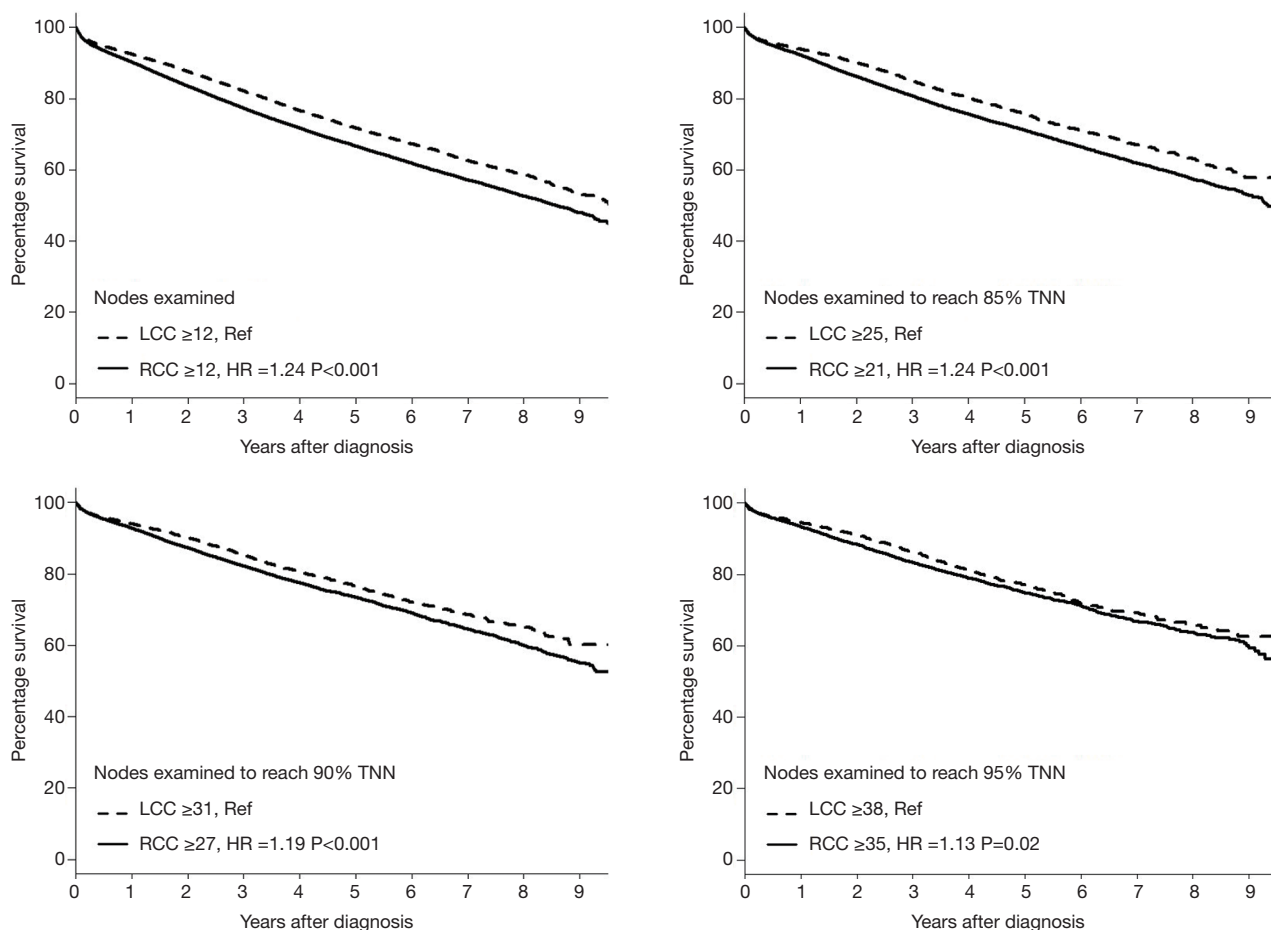 100
80
60
40
20
0
Percentage survival
Nodes examined
LCC ≥12, Ref
RCC ≥12, HR =1.24 P<0.001
0 1 2 3 4 5 6 7 8 9
Years after diagnosis
100
80
60
40
20
0
Percentage survival
Nodes examined to reach 85% TNN
LCC ≥25, Ref
RCC ≥21, HR =1.24 P<0.001
0 1 2 3 4 5 6 7 8 9
Years after diagnosis
100
80
60
40
20
0
Percentage survival
Nodes examined to reach 90% TNN
LCC ≥31, Ref
RCC ≥27, HR =1.19 P<0.001
0 1 2 3 4 5 6 7 8 9
Years after diagnosis
100
80
60
40
20
0
Percentage survival
Nodes examined to reach 95% TNN
LCC ≥38, Ref
RCC ≥35, HR =1.13 P=0.02
0 1 2 3 4 5 6 7 8 9
Years after diagnosis